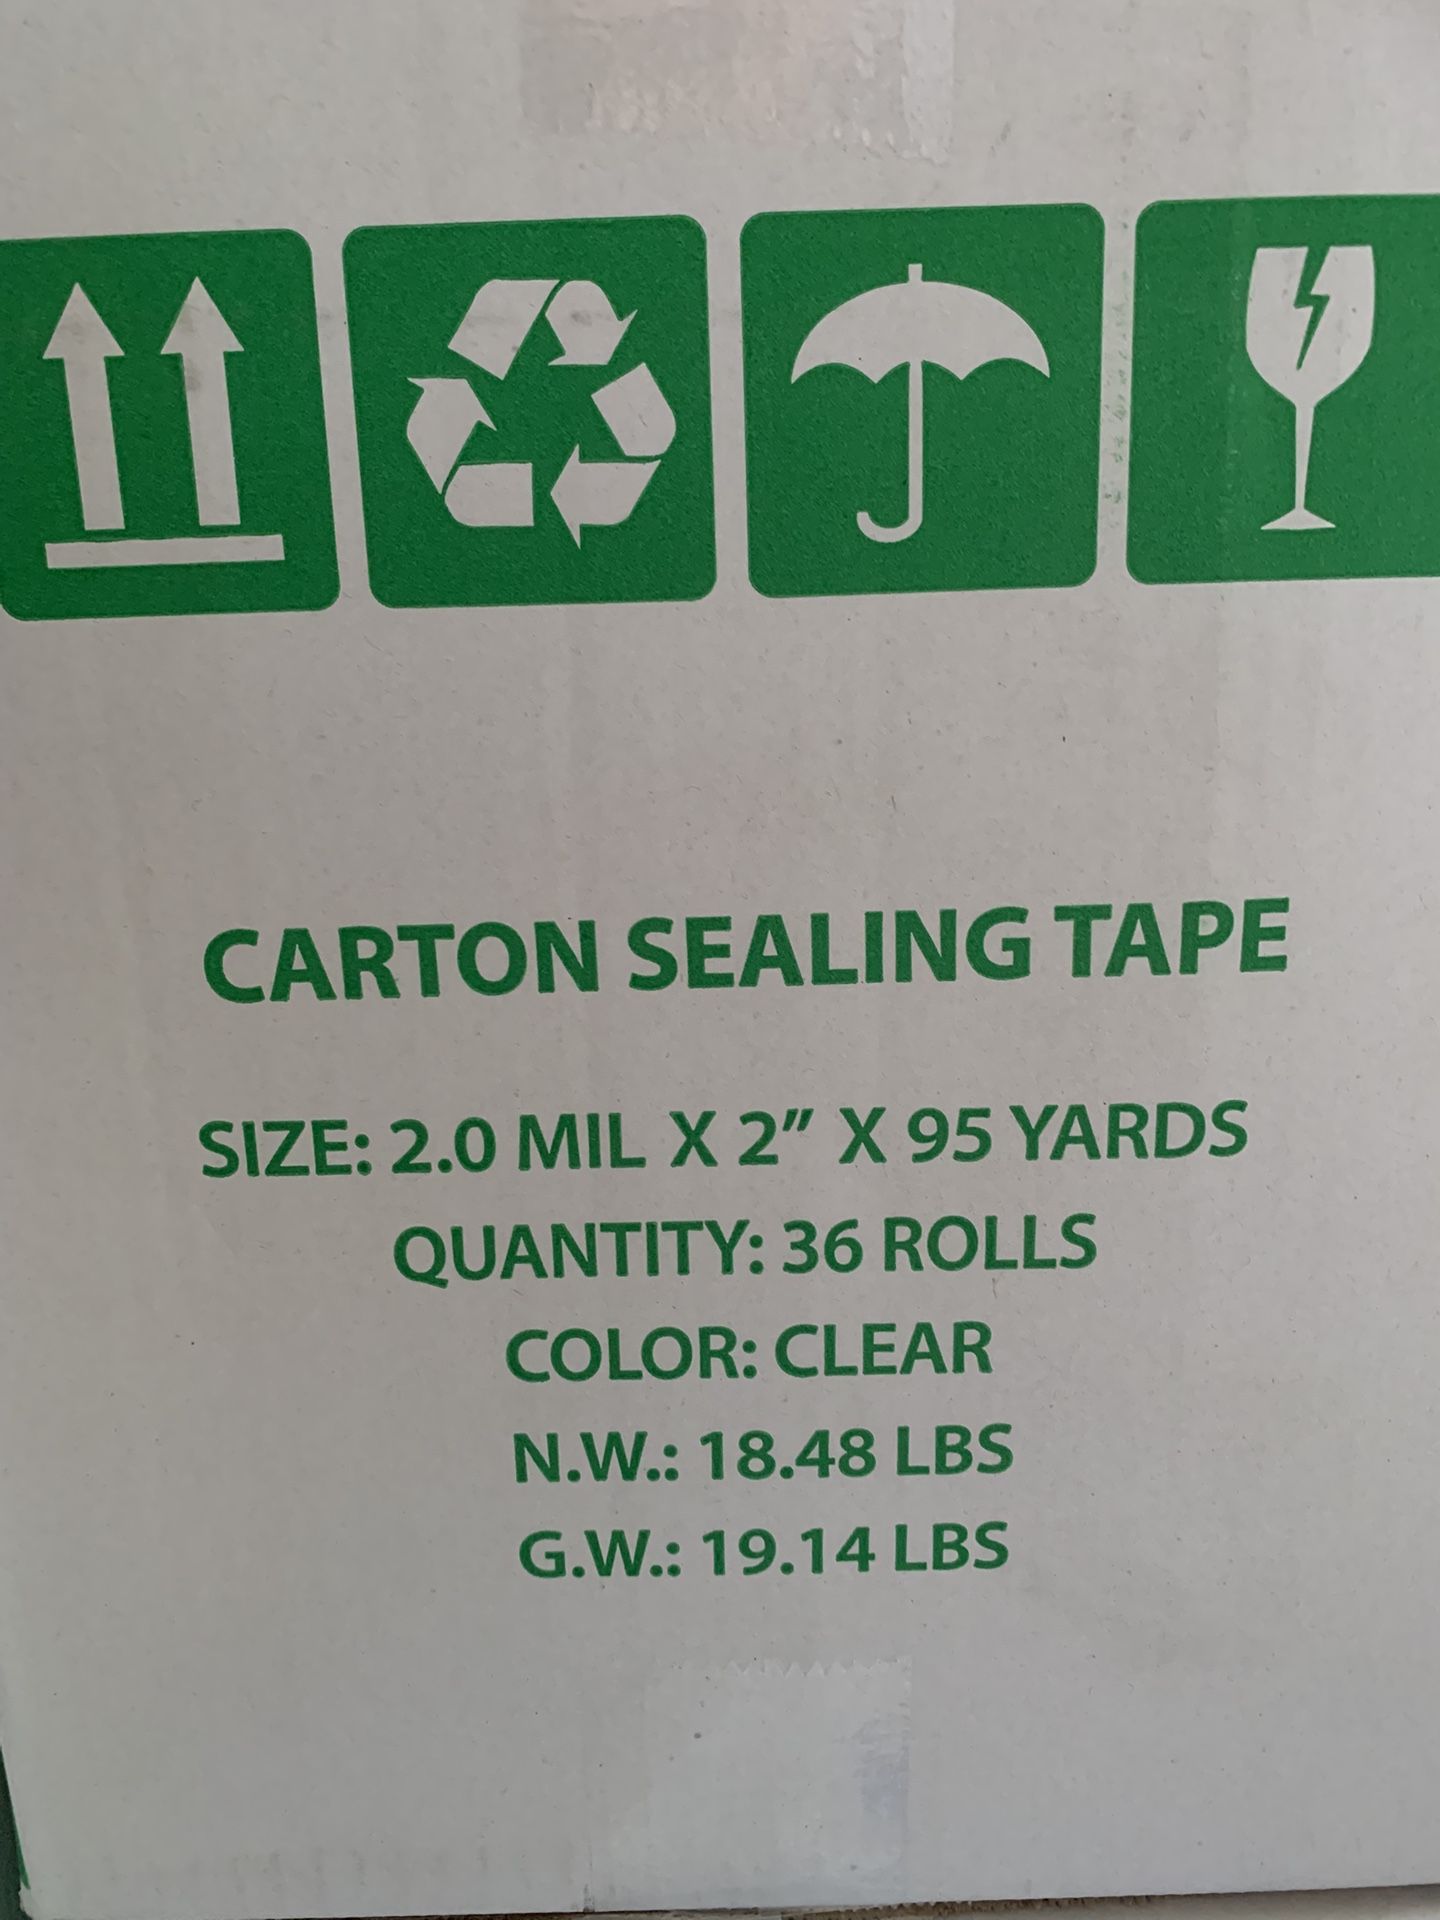 CARTON SEALING TAPE
SIZE: 2.0 MIL X 2” X 95 YARDS
QUANTITY: 36 ROLLS
COLOR: CLEAR
N.W.: 18.48 LBS
G.W.: 19.14 LBS